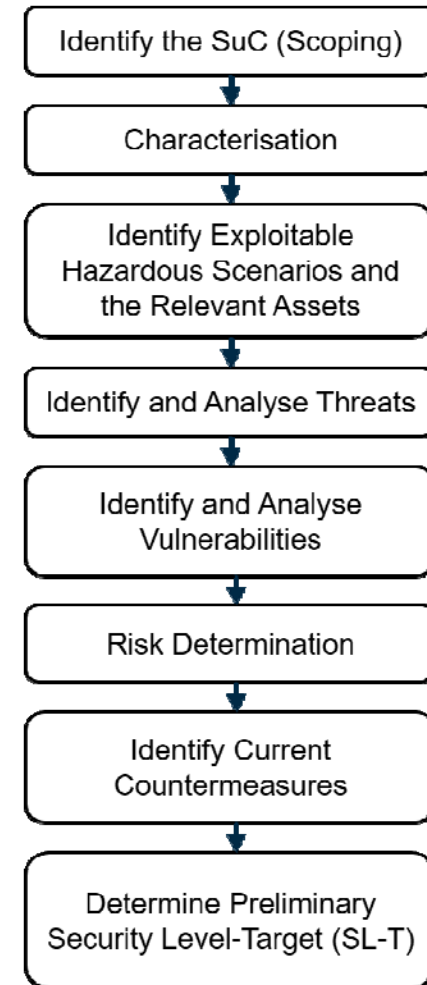 Identify the SuC (Scoping)
Characterisation
Identify Exploitable
Hazardous Scenarios and
the Relevant Assets
Identify and Analyse Threats
Identify and Analyse
Vulnerabilities
Risk Determination
Identify Current
Countermeasures
Determine Preliminary
Security Level-Target (SL-T)